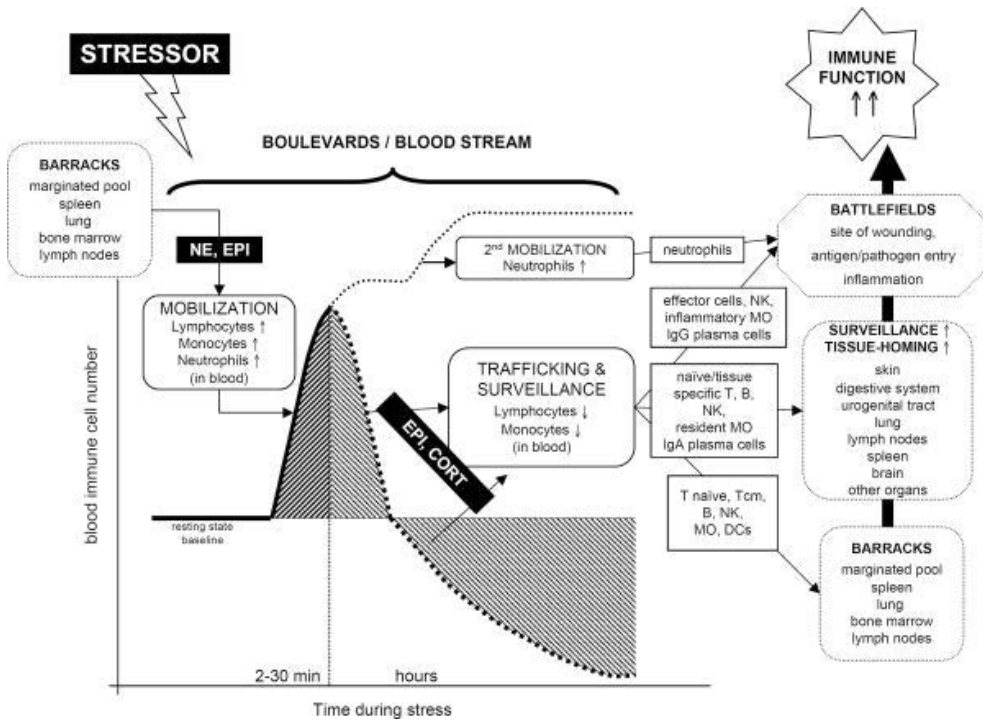 STRESSOR
IMMUNE
FUNCTION
↑ ↑
BOULEVARDS / BLOOD STREAM
BARRACKS
marginated pool
spleen
lung
bone marrow
lymph nodes
NE, EPI
MOBILIZATION
Lymphocytes ↑
Monocytes ↑
Neutrophils ↑
(in blood)
2nd MOBILIZATION
Neutrophils ↑
neutrophils
BATTLEFIELDS
site of wounding,
antigen/pathogen entry
inflammation
effector cells, NK,
inflammatory MO
IgG plasma cells
TRAFFICKING &
SURVEILLANCE
Lymphocytes ↓
Monocytes ↓
(in blood)
EPI, CORT
naïve/tissue
specific T, B,
NK,
resident MO
IgA plasma cells
SURVEILLANCE ↑
TISSUE-HOMING ↑
skin
digestive system
urogenital tract
lung
lymph nodes
spleen
brain
other organs
T naïve, Tcm,
B, NK,
MO, DCs
BARRACKS
marginated pool
spleen
lung
bone marrow
lymph nodes
blood immune cell number
resting state
baseline
2-30 min
hours
Time during stress